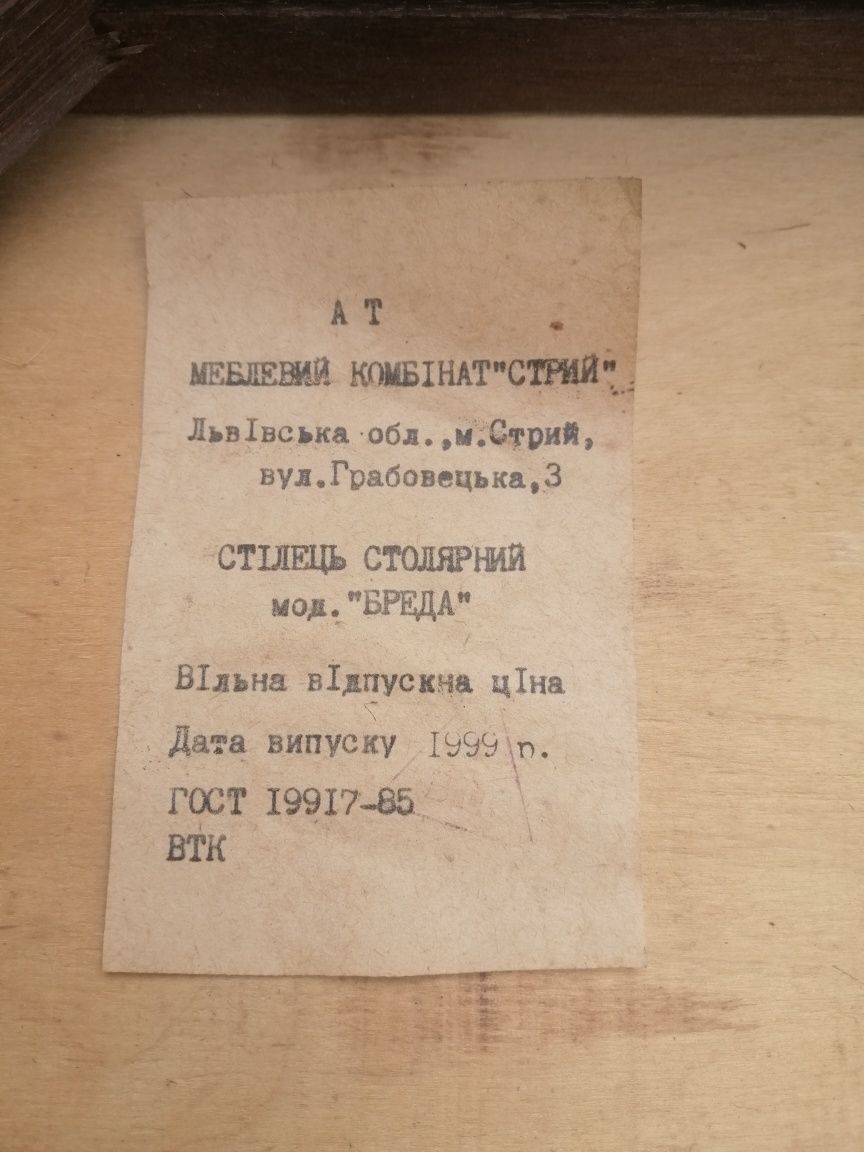 А Т
МЕБЛЕВИЙ КОМБІНАТ"СТРИЙ"
ЛьвІвська обл.,м.Стрий,
вул.Грабовецька,3
СТІЛЕЦЬ СТОЛЯРНИЙ
мод."БРЕДА"
ВІльна вІдпускна цІна
Дата випуску 1999 р.
ГОСТ 19917-85
ВТК